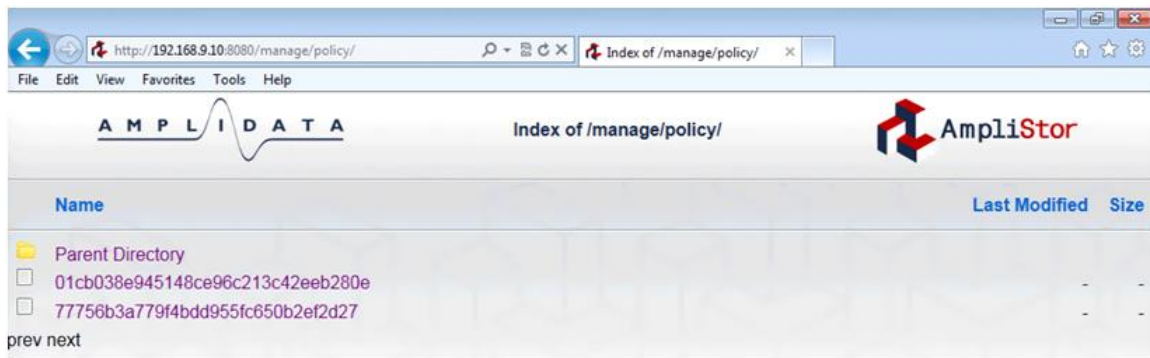 http://192.168.9.10:8080/manage/policy/
Index of /manage/policy/
File Edit View Favorites Tools Help
AMPLIDATA
Index of /manage/policy/
AmpliStor
Name Last Modified Size
Parent Directory
01cb038e945148ce96c213c42eeb280e - -
77756b3a779f4bdd955fc650b2ef2d27 - -
prev next